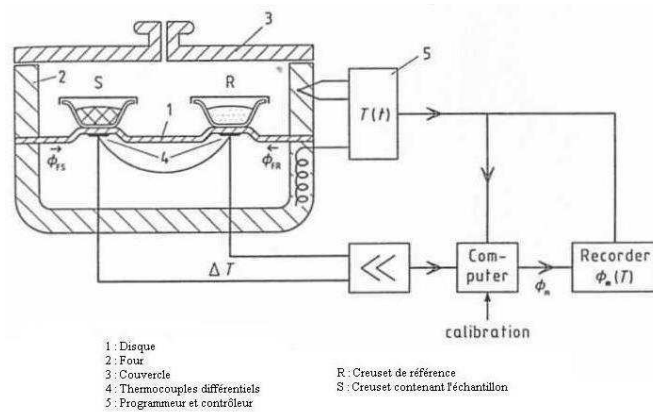 3
5
2
S
R
1
T(t)
Φ_FS
4
Φ_FR
ΔT
<<
Com-
puter
Φ_m
Recorder
Φ_m(T)
calibration
1 : Disque
2 : Four
3 : Couvercle
4 : Thermocouples différentiels
5 : Programmeur et contrôleur
R : Creuset de référence
S : Creuset contenant l'échantillon